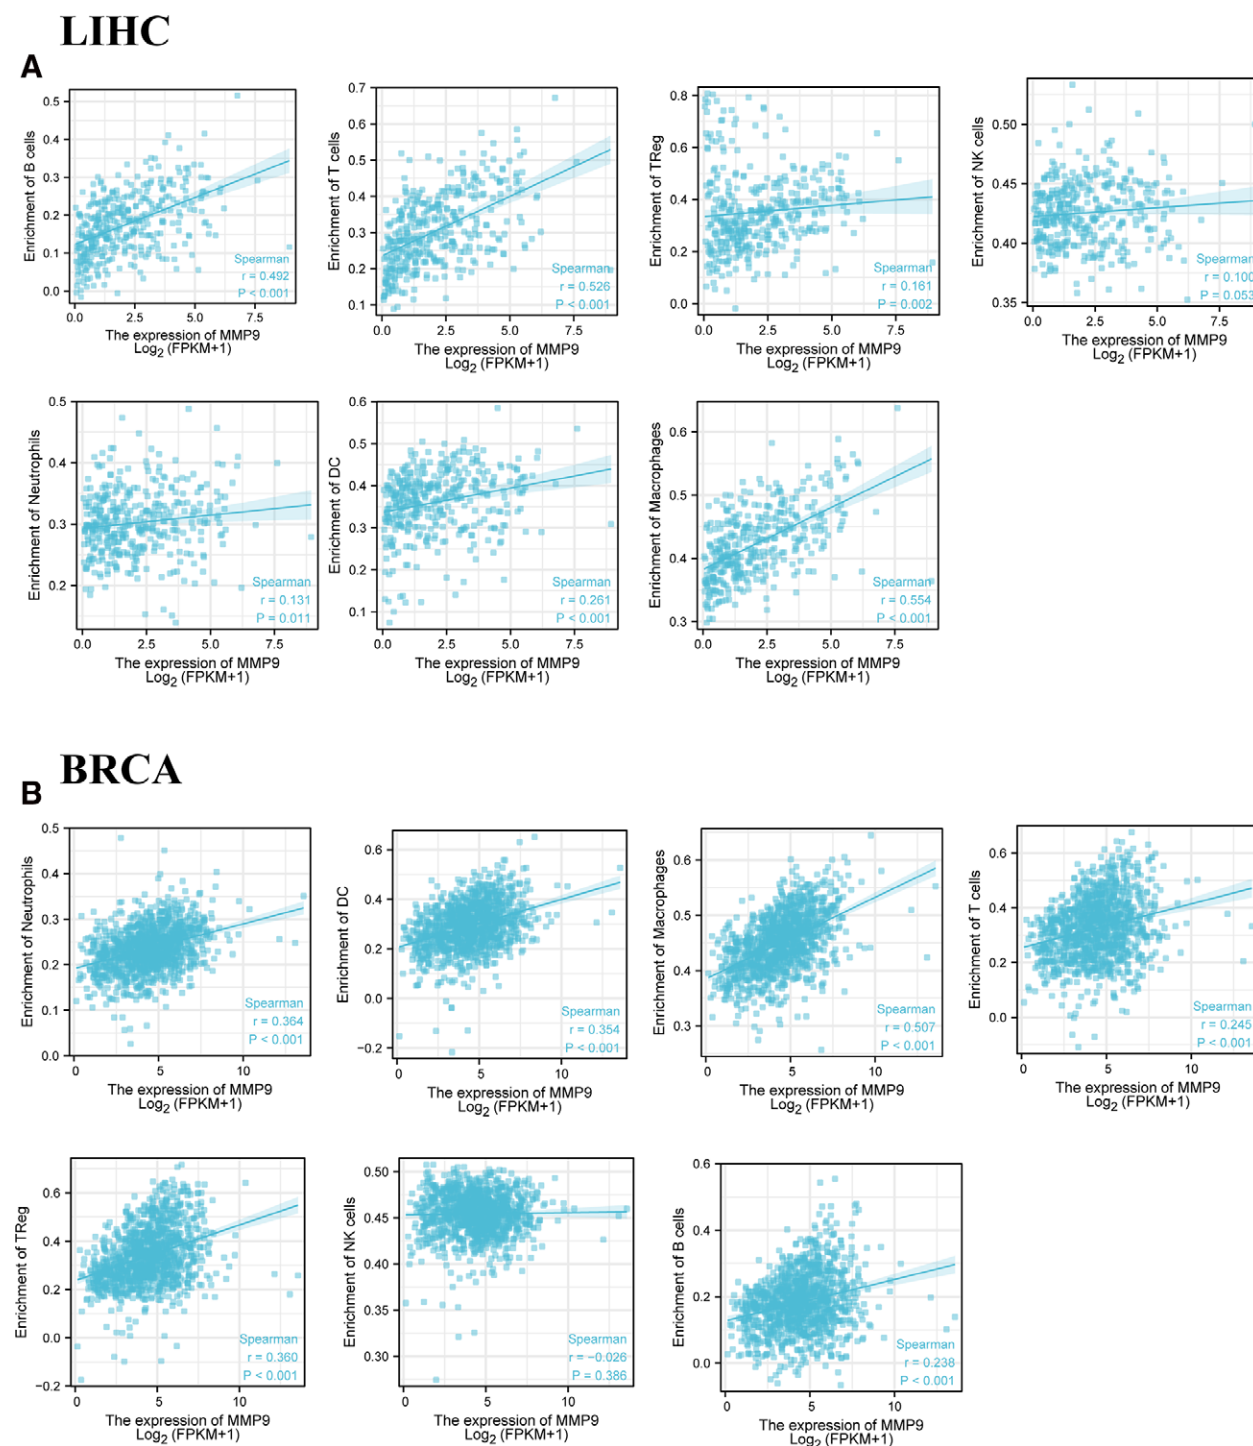 LIHC
A
Enrichment of B cells
0.5
0.4
0.3
0.2
0.1
0.0
Spearman
r = 0.492
P < 0.001
0.0 2.5 5.0 7.5
The expression of MMP9
Log2 (FPKM+1)
Enrichment of T cells
0.7
0.6
0.5
0.4
0.3
0.2
0.1
Spearman
r = 0.526
P < 0.001
0.0 2.5 5.0 7.5
The expression of MMP9
Log2 (FPKM+1)
Enrichment of TReg
0.8
0.6
0.4
0.2
0.0
Spearman
r = 0.161
P = 0.002
0.0 2.5 5.0 7.5
The expression of MMP9
Log2 (FPKM+1)
Enrichment of NK cells
0.50
0.45
0.40
0.35
Spearman
r = 0.100
P = 0.053
0.0 2.5 5.0 7.5
The expression of MMP9
Log2 (FPKM+1)
Enrichment of Neutrophils
0.5
0.4
0.3
0.2
Spearman
r = 0.131
P = 0.011
0.0 2.5 5.0 7.5
The expression of MMP9
Log2 (FPKM+1)
Enrichment of DC
0.6
0.5
0.4
0.3
0.2
0.1
Spearman
r = 0.261
P < 0.001
0.0 2.5 5.0 7.5
The expression of MMP9
Log2 (FPKM+1)
Enrichment of Macrophages
0.6
0.5
0.4
0.3
Spearman
r = 0.554
P < 0.001
0.0 2.5 5.0 7.5
The expression of MMP9
Log2 (FPKM+1)
BRCA
B
Enrichment of Neutrophils
0.5
0.4
0.3
0.2
0.1
0.0
Spearman
r = 0.364
P < 0.001
0 5 10
The expression of MMP9
Log2 (FPKM+1)
Enrichment of DC
0.6
0.4
0.2
0.0
−0.2
Spearman
r = 0.354
P < 0.001
0 5 10
The expression of MMP9
Log2 (FPKM+1)
Enrichment of Macrophages
0.6
0.5
0.4
0.3
Spearman
r = 0.507
P < 0.001
0 5 10
The expression of MMP9
Log2 (FPKM+1)
Enrichment of T cells
0.6
0.4
0.2
0.0
Spearman
r = 0.245
P < 0.001
0 5 10
The expression of MMP9
Log2 (FPKM+1)
Enrichment of TReg
0.6
0.4
0.2
0.0
−0.2
Spearman
r = 0.360
P < 0.001
0 5 10
The expression of MMP9
Log2 (FPKM+1)
Enrichment of NK cells
0.50
0.45
0.40
0.35
0.30
Spearman
r = −0.026
P = 0.386
0 5 10
The expression of MMP9
Log2 (FPKM+1)
Enrichment of B cells
0.6
0.4
0.2
0.0
Spearman
r = 0.238
P < 0.001
0 5 10
The expression of MMP9
Log2 (FPKM+1)